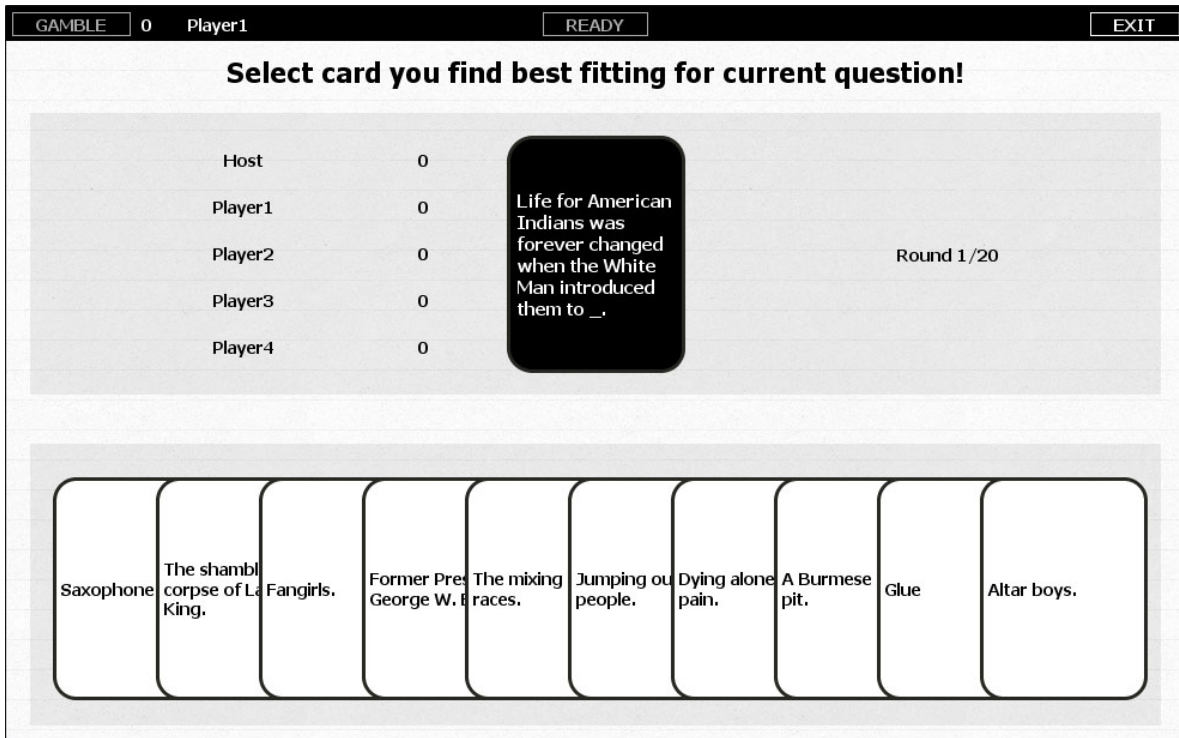 GAMBLE 0 Player1 READY EXIT
Select card you find best fitting for current question!
Host 0
Player1 0
Player2 0
Player3 0
Player4 0
Life for American
Indians was
forever changed
when the White
Man introduced
them to _.
Round 1/20
Saxophone
The shambl
corpse of La
King.
Fangirls.
Former Pres
George W.
The mixing
races.
Jumping ou
people.
Dying alone
pain.
A Burmese
pit.
Glue
Altar boys.